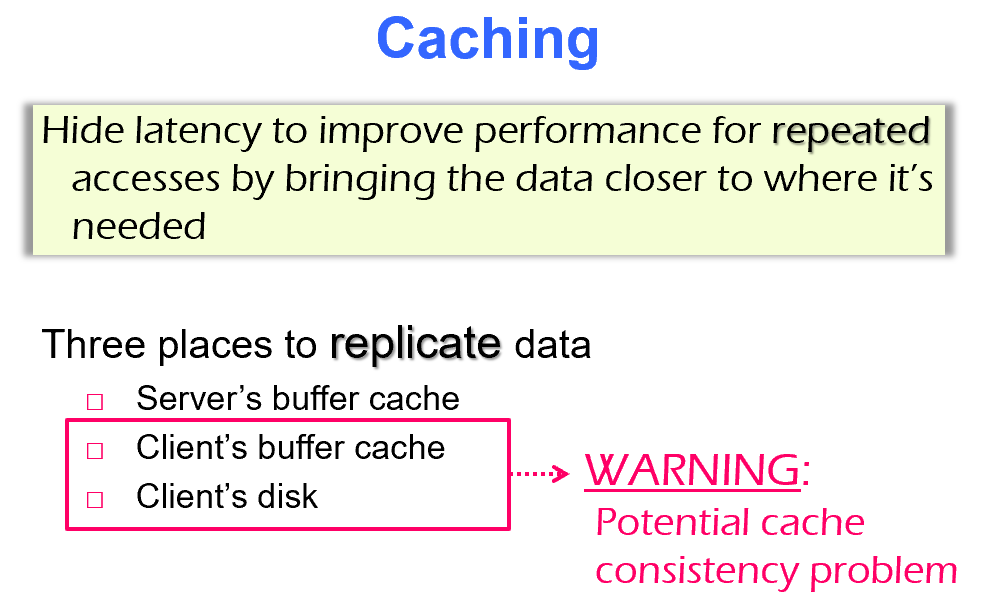 Caching
Hide latency to improve performance for repeated
accesses by bringing the data closer to where it's
needed
Three places to replicate data
Server's buffer cache
Client's buffer cache
Client's disk
WARNING:
Potential cache
consistency problem